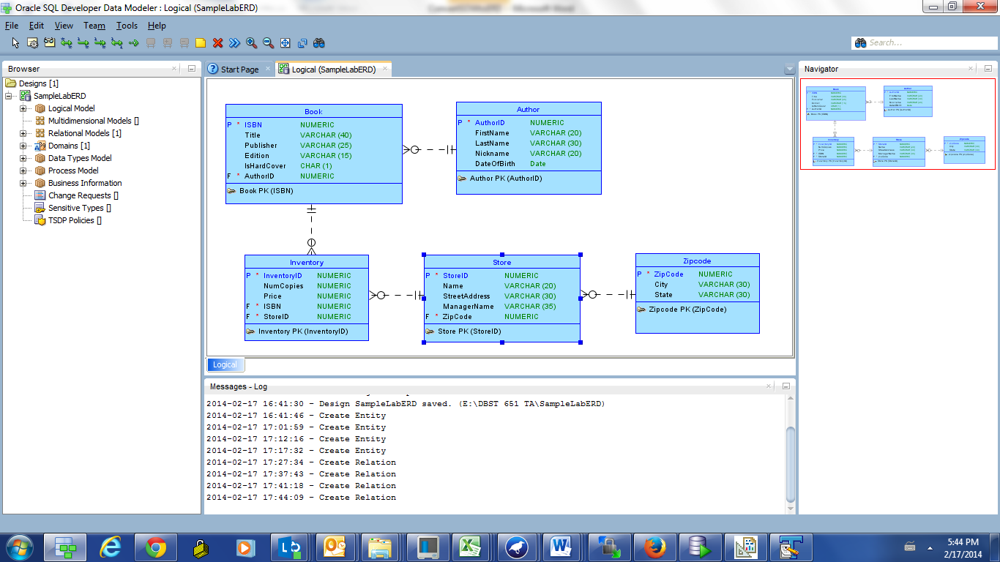 Oracle SQL Developer Data Modeler : Logical (SampleLabERD)
File Edit View Team Tools Help
Search...
Browser
Designs [1]
SampleLabERD
Logical Model
Multidimensional Models []
Relational Models [1]
Domains [1]
Data Types Model
Process Model
Business Information
Change Requests []
Sensitive Types []
TSDP Policies []
Start Page
Logical (SampleLabERD)
Book
P * ISBN NUMERIC
Title VARCHAR (40)
Publisher VARCHAR (25)
Edition VARCHAR (15)
IsHardCover CHAR (1)
F * AuthorID NUMERIC
Book PK (ISBN)
Author
P * AuthorID NUMERIC
FirstName VARCHAR (20)
LastName VARCHAR (30)
Nickname VARCHAR (20)
DateOfBirth Date
Author PK (AuthorID)
Inventory
P * InventoryID NUMERIC
NumCopies NUMERIC
Price NUMERIC
F * ISBN NUMERIC
F * StoreID NUMERIC
Inventory PK (InventoryID)
Store
P * StoreID NUMERIC
Name VARCHAR (20)
StreetAddress VARCHAR (30)
ManagerName VARCHAR (35)
F * ZipCode NUMERIC
Store PK (StoreID)
Zipcode
P * ZipCode NUMERIC
City VARCHAR (30)
State VARCHAR (30)
Zipcode PK (ZipCode)
Logical
Messages - Log
2014-02-17 16:41:30 - Design SampleLabERD saved. (E:\DBST 651 TA\SampleLabERD)
2014-02-17 16:41:46 - Create Entity
2014-02-17 17:01:59 - Create Entity
2014-02-17 17:12:16 - Create Entity
2014-02-17 17:17:32 - Create Entity
2014-02-17 17:27:34 - Create Relation
2014-02-17 17:37:43 - Create Relation
2014-02-17 17:41:18 - Create Relation
2014-02-17 17:44:09 - Create Relation
Navigator
5:44 PM
2/17/2014